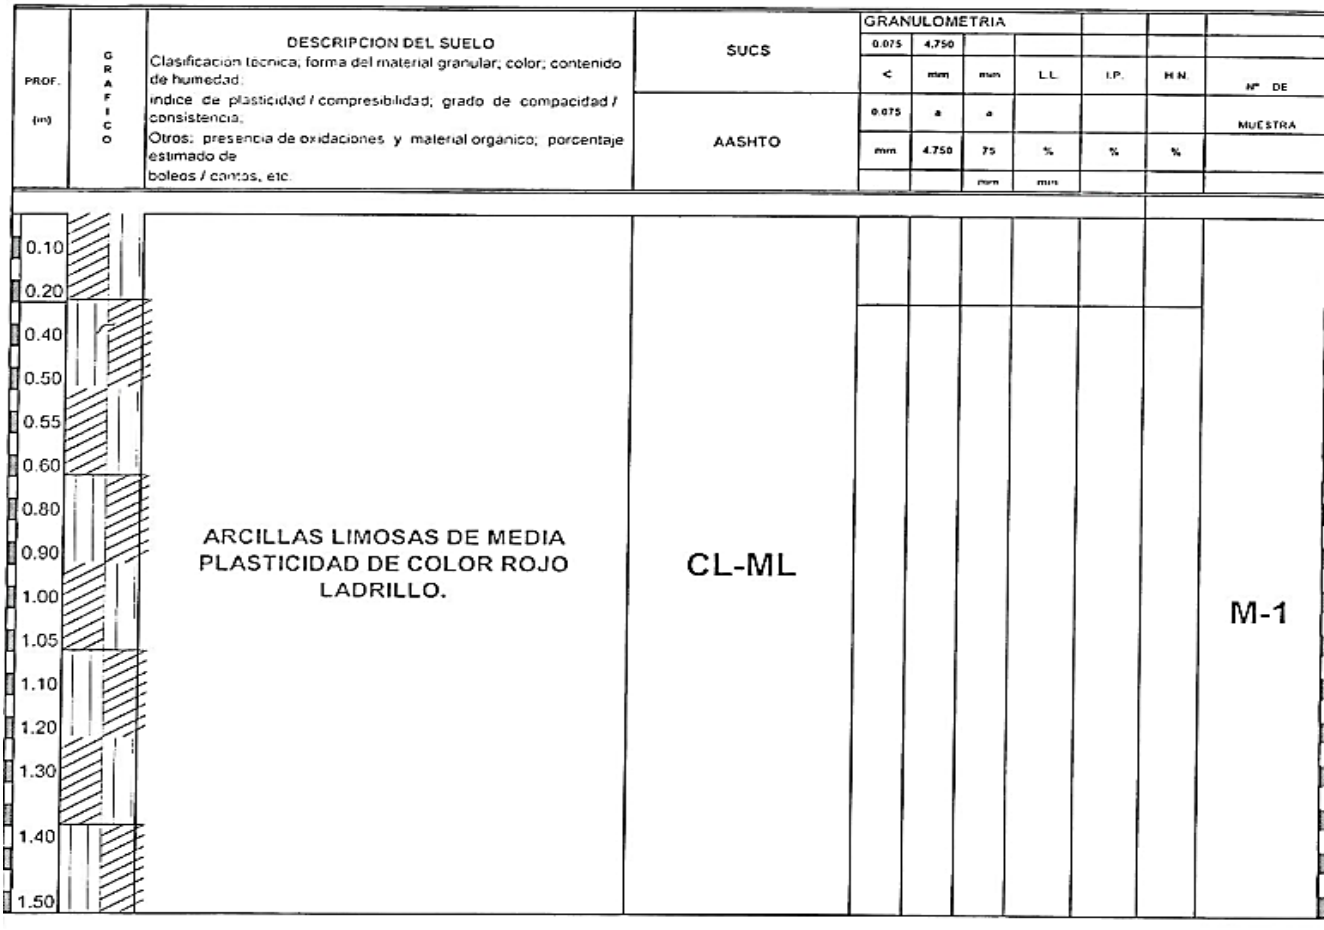 PROF.
(m)
G
R
A
F
I
C
O
DESCRIPCION DEL SUELO
Clasificación técnica; forma del material granular; color; contenido
de humedad;
indice de plasticidad / compresibilidad; grado de compacidad /
consistencia;
Otros: presencia de oxidaciones y material organico; porcentaje
estimado de
boleos / cantos, etc.
SUCS
AASHTO
GRANULOMETRIA
0.075 4.750
< mm mm L.L. I.P. H.N.
0.075 a a
mm 4.750 75 % % %
mm mm
N° DE
MUESTRA
0.10
0.20
0.40
0.50
0.55
0.60
0.80
0.90
1.00
1.05
1.10
1.20
1.30
1.40
1.50
ARCILLAS LIMOSAS DE MEDIA
PLASTICIDAD DE COLOR ROJO
LADRILLO.
CL-ML
M-1